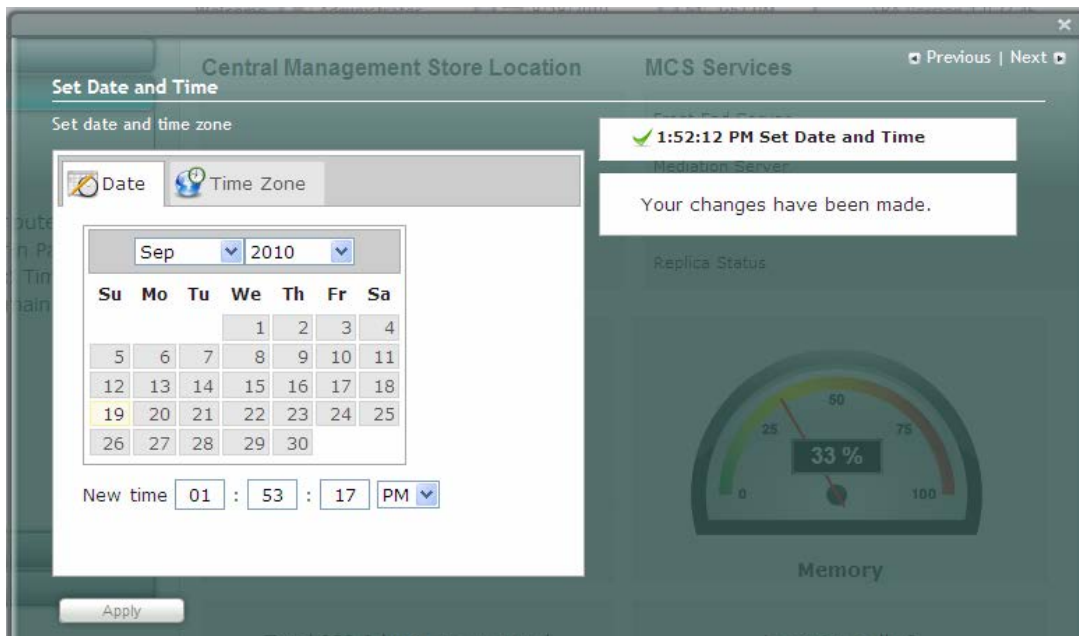 Central Management Store Location
MCS Services
Previous | Next
Set Date and Time
Set date and time zone
1:52:12 PM Set Date and Time
Mediation Server
Your changes have been made.
Replica Status
Date
Time Zone
Sep 2010
Su Mo Tu We Th Fr Sa
1 2 3 4
5 6 7 8 9 10 11
12 13 14 15 16 17 18
19 20 21 22 23 24 25
26 27 28 29 30
New time 01 : 53 : 17 PM
0 25 50 75 100
33 %
Memory
Apply